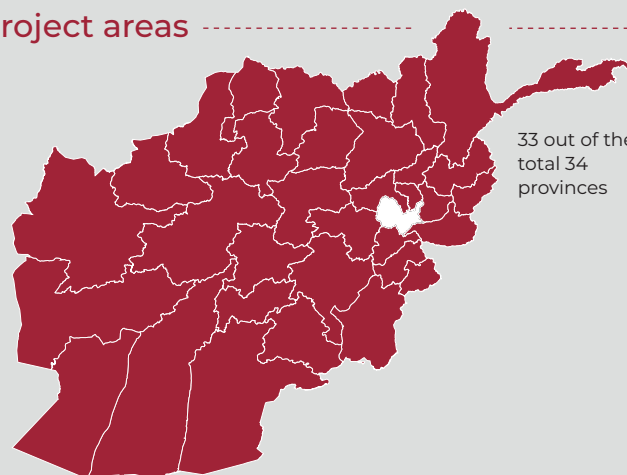 roject areas
33 out of the
total 34
provinces